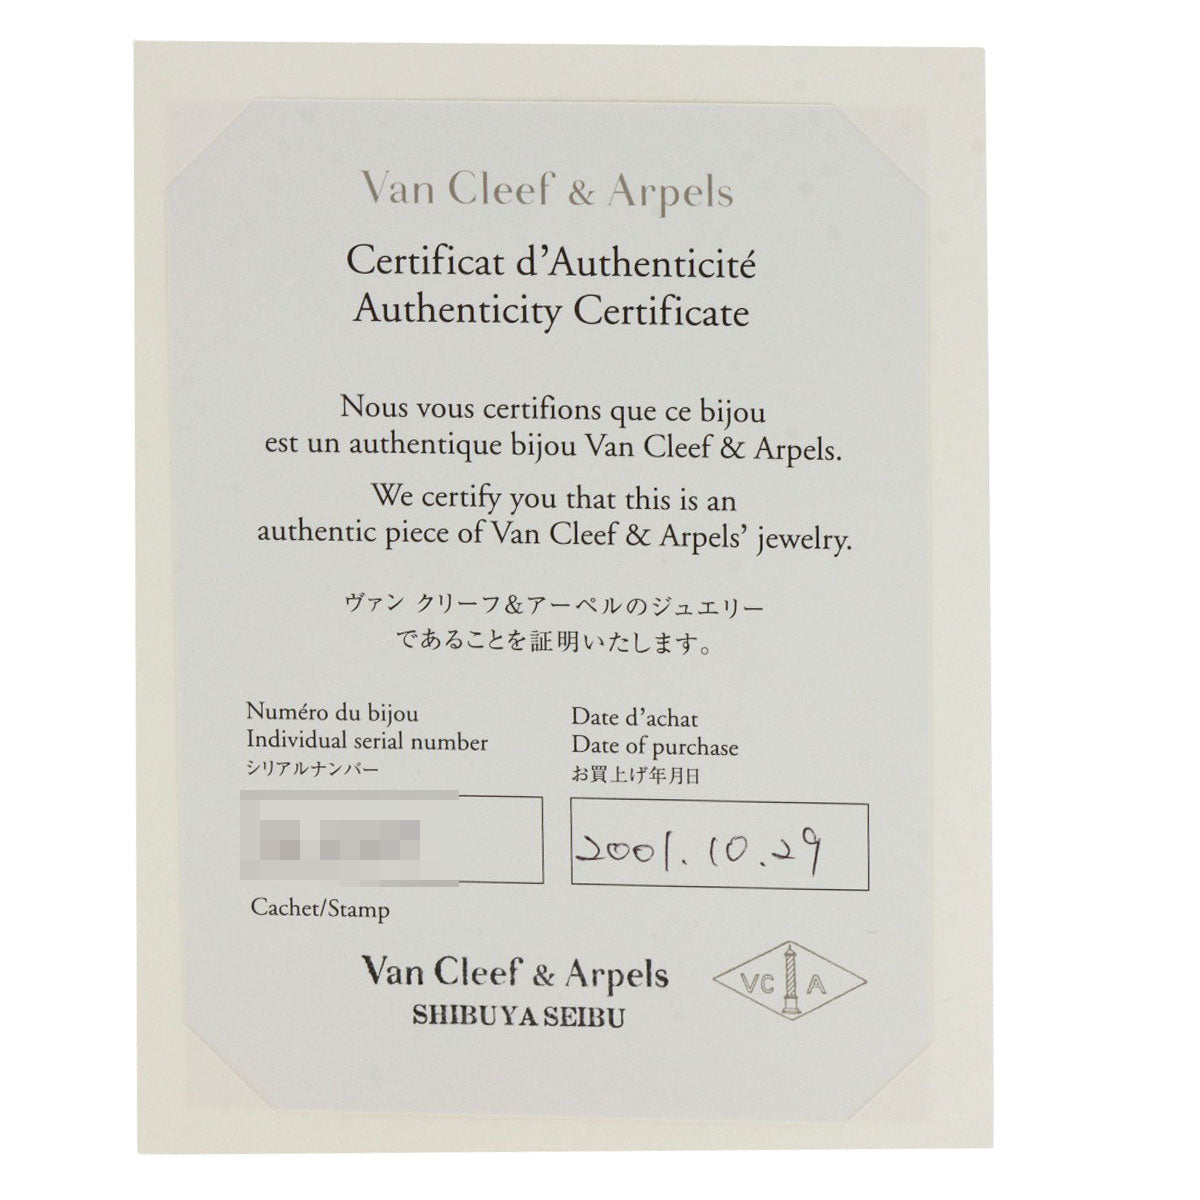 Van Cleef & Arpels
Certificat d’Authenticité
Authenticity Certificate
Nous vous certifions que ce bijou
est un authentique bijou Van Cleef & Arpels.
We certify you that this is an
authentic piece of Van Cleef & Arpels’ jewelry.
ヴァン クリーフ&アーペルのジュエリー
であることを証明いたします。
Numéro du bijou
Individual serial number
シリアルナンバー
Date d’achat
Date of purchase
お買上げ年月日
2001.10.29
Cachet/Stamp
Van Cleef & Arpels
SHIBUYA SEIBU
VC A